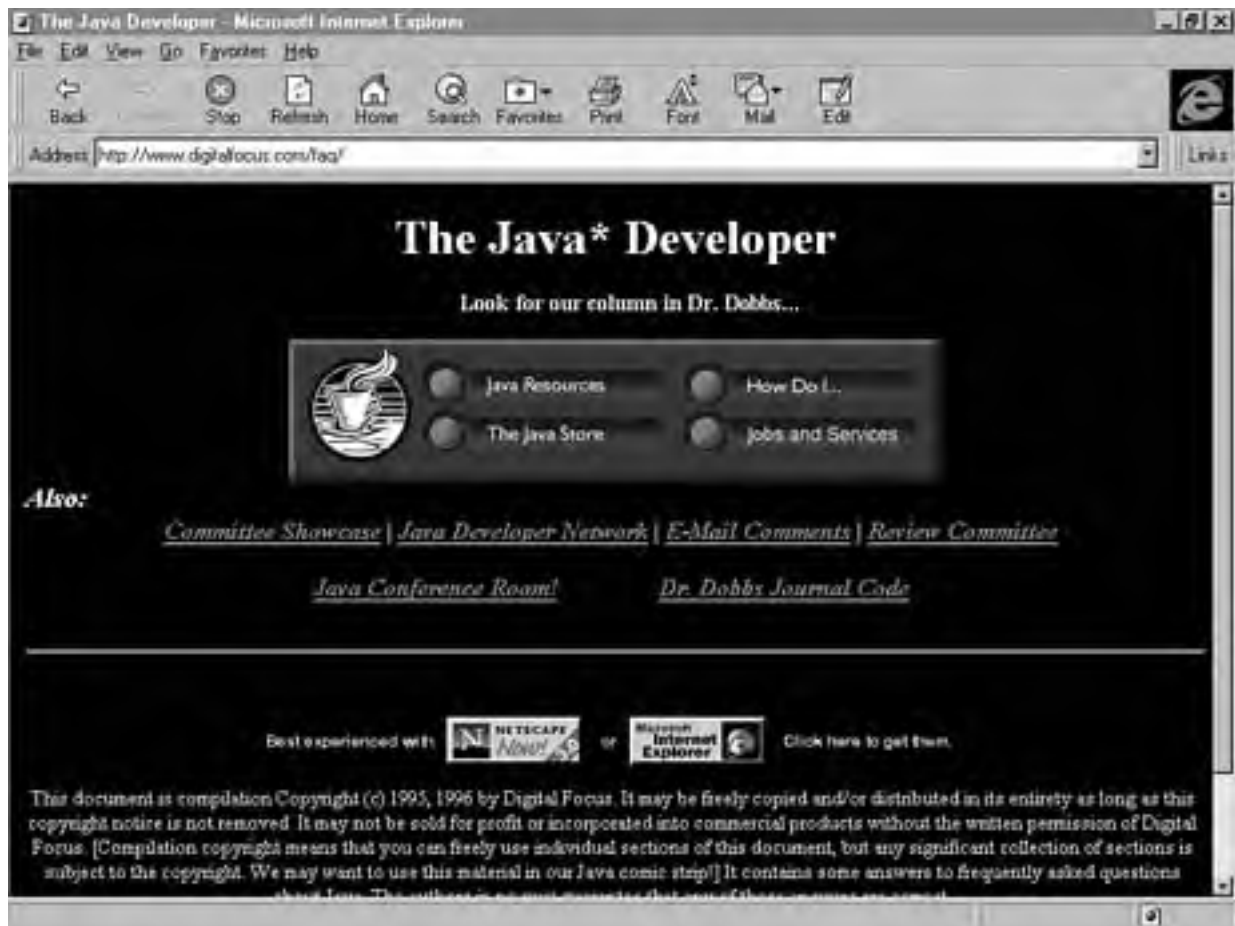 The Java Developer - Microsoft Internet Explorer
File Edit View Go Favorites Help
Back Stop Refresh Home Search Favorites Print Font Mail Edit
Address http://www.digitalfocus.com/faq/ Links
The Java* Developer
Look for our column in Dr. Dobbs...
Java Resources How Do I...
The Java Store Jobs and Services
Also:
Committee Showcase | Java Developer Network | E-Mail Comments | Review Committee
Java Conference Room! Dr. Dobbs Journal Code
Best experienced with NETSCAPE Now! or Microsoft Internet Explorer Click here to get them.
This document is compilation Copyright (c) 1995, 1996 by Digital Focus. It may be freely copied and/or distributed in its entirety as long as this
copyright notice is not removed. It may not be sold for profit or incorporated into commercial products without the written permission of Digital
Focus. [Compilation copyright means that you can freely use individual sections of this document, but any significant collection of sections is
subject to the copyright. We may want to use this material in our Java comic strip!] It contains some answers to frequently asked questions
about Java. The authors